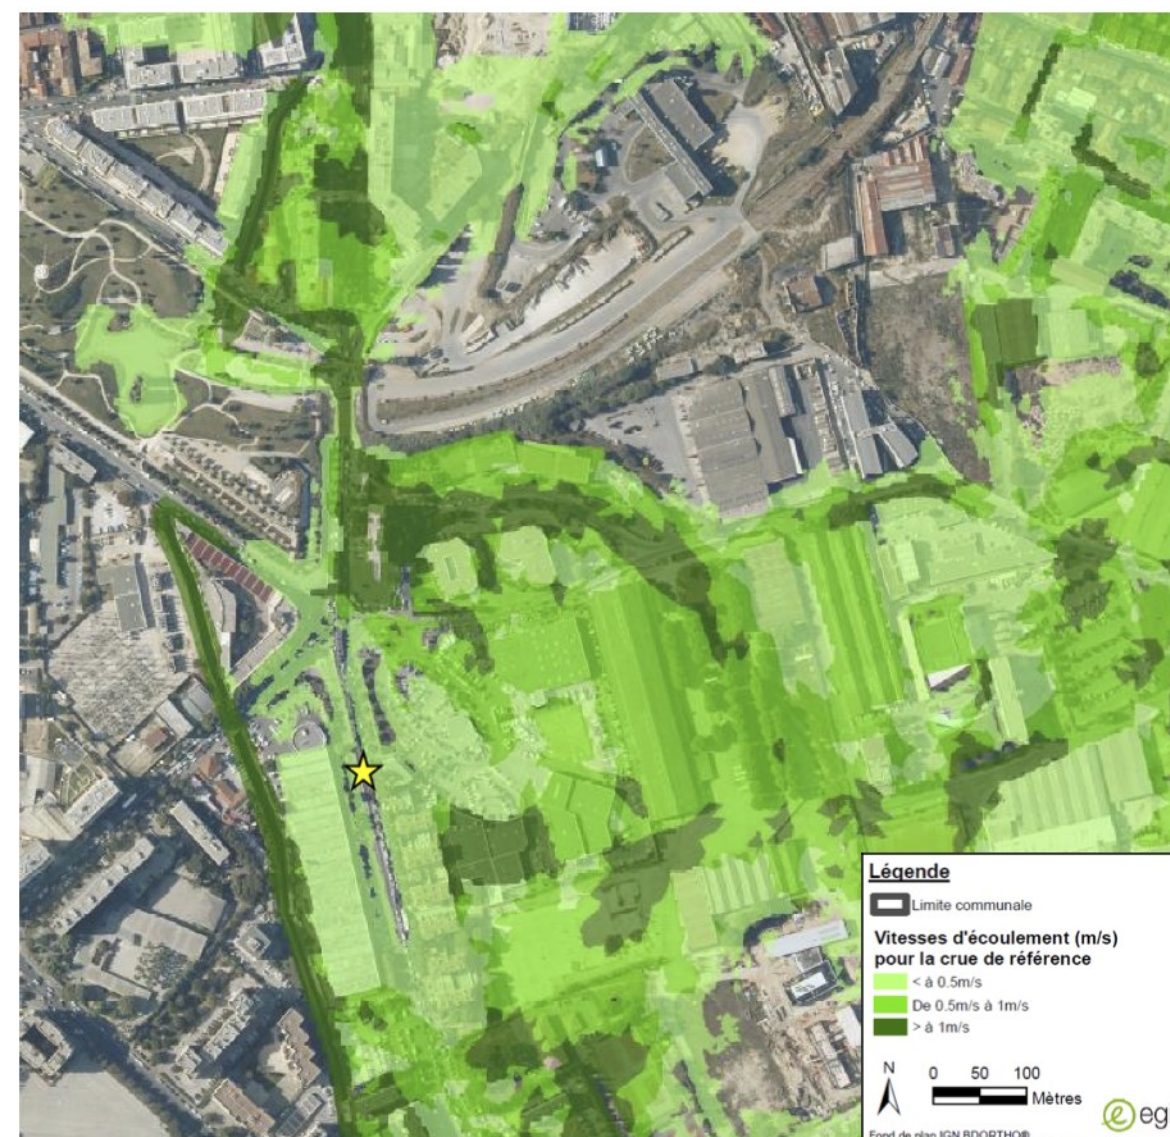 Légende
Limite communale
Vitesses d'écoulement (m/s)
pour la crue de référence
< à 0.5m/s
De 0.5m/s à 1m/s
> à 1m/s
N
0 50 100
Mètres
eg
Fond de plan IGN BDORTHO®